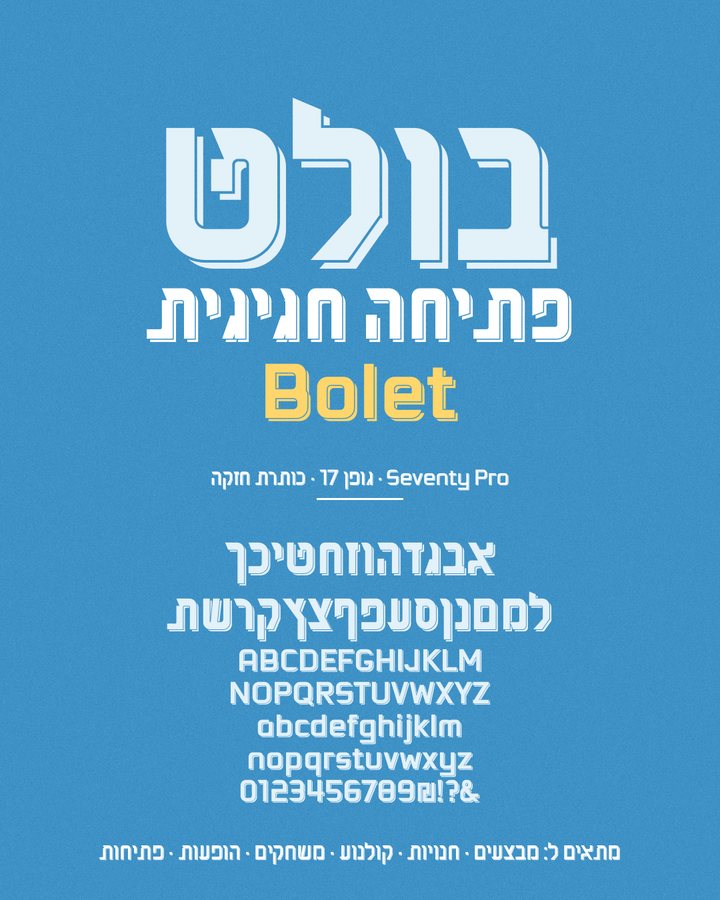 בולט
פתיחה חגיגית
Bolet
Seventy Pro · גופן 17 · כותרת חזקה
אבגדהוזחטיכך
למםנןסעפףצץקרשת
ABCDEFGHIJKLM
NOPQRSTUVWXYZ
abcdefghijklm
nopqrstuvwxyz
0123456789₪!?&
מתאים ל: מבצעים · חנויות · קולנוע · משחקים · הופעות · פתיחות